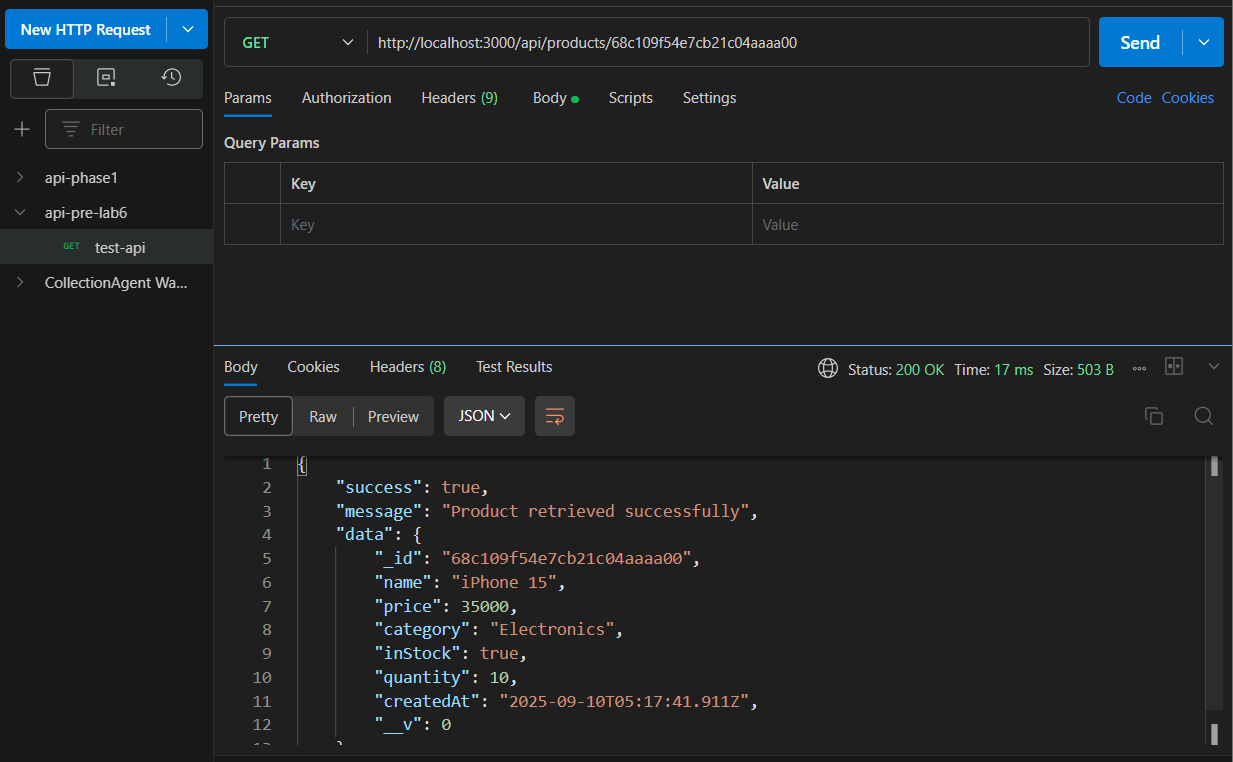 New HTTP Request
GET
http://localhost:3000/api/products/68c109f54e7cb21c04aaaa00
Send
Params
Authorization
Headers (9)
Body
Scripts
Settings
Code
Cookies
Filter
Query Params
Key
Value
Key
Value
api-phase1
api-pre-lab6
GET test-api
CollectionAgent Wa...
Body
Cookies
Headers (8)
Test Results
Status: 200 OK
Time: 17 ms
Size: 503 B
Pretty
Raw
Preview
JSON
1 {
2 "success": true,
3 "message": "Product retrieved successfully",
4 "data": {
5 "_id": "68c109f54e7cb21c04aaaa00",
6 "name": "iPhone 15",
7 "price": 35000,
8 "category": "Electronics",
9 "inStock": true,
10 "quantity": 10,
11 "createdAt": "2025-09-10T05:17:41.911Z",
12 "__v": 0